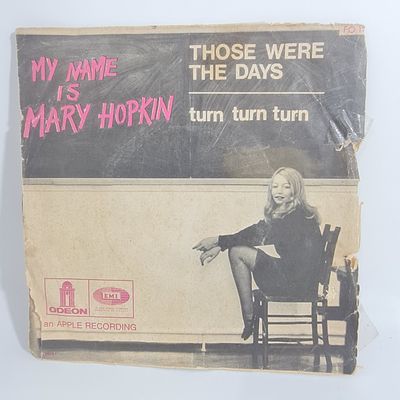 MY NAME
IS
MARY HOPKIN
THOSE WERE
THE DAYS
turn turn turn
ODEON
EMI
an APPLE RECORDING